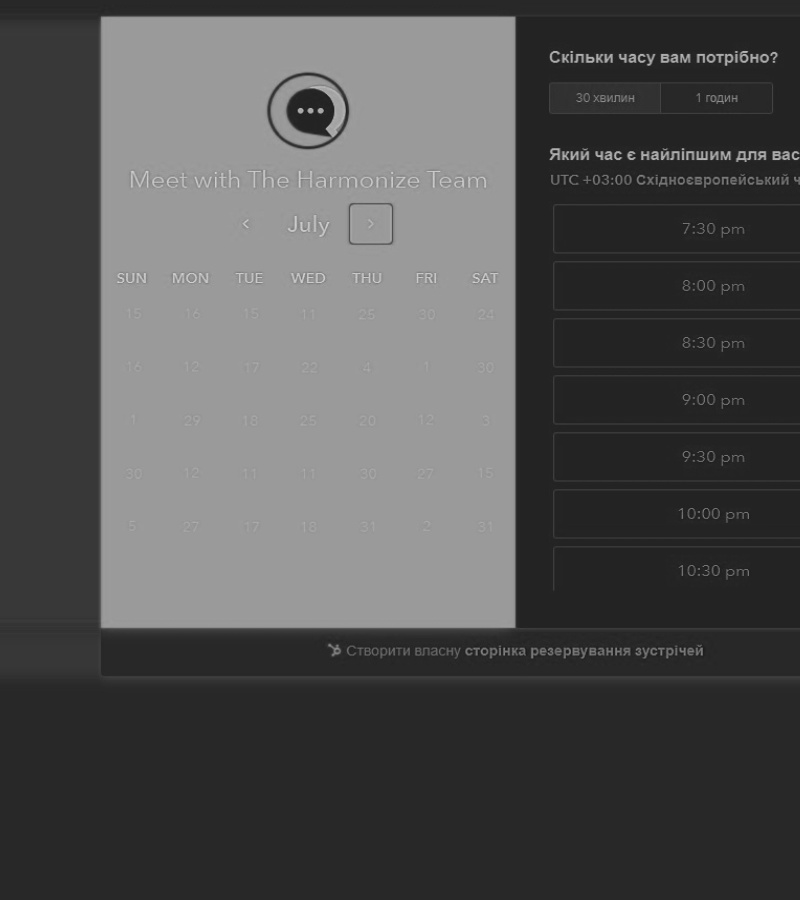 Meet with The Harmonize Team
July
SUN MON TUE WED THU FRI SAT
15 16 15 11 25 30 24
16 12 17 22 4 1 30
1 29 18 25 20 12 3
30 12 11 11 30 27 15
5 27 17 18 31 2 31
Скільки часу вам потрібно?
30 хвилин 1 годин
Який час є найліпшим для вас
UTC +03:00 Східноєвропейський ч
7:30 pm
8:00 pm
8:30 pm
9:00 pm
9:30 pm
10:00 pm
10:30 pm
Створити власну сторінка резервування зустрічей